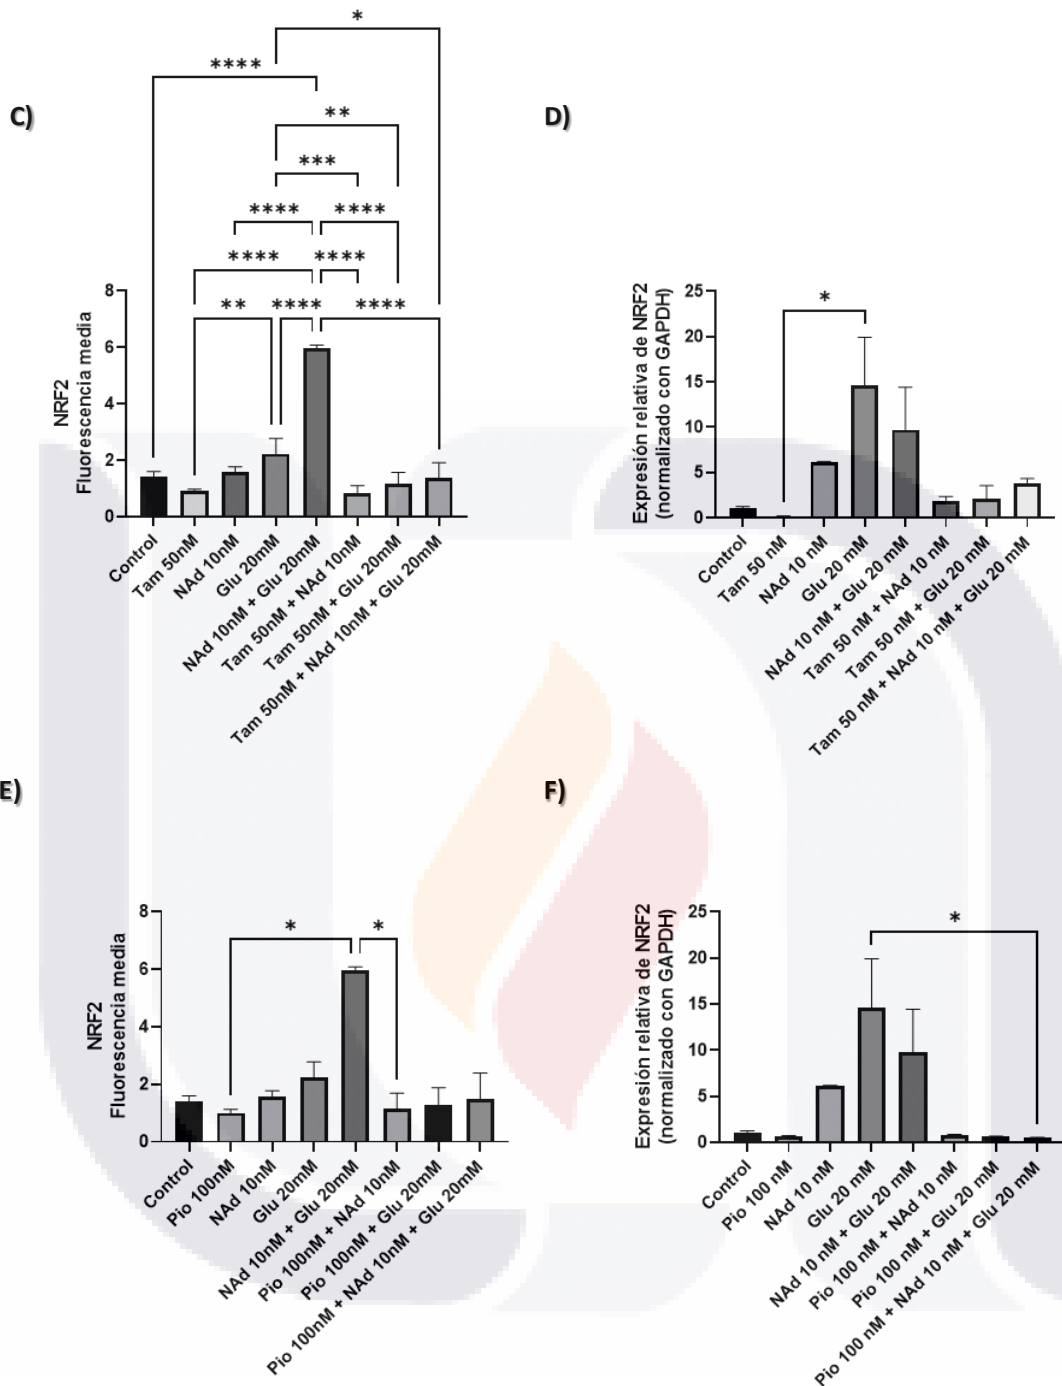 C)
*
****
**
***
**** ****
**** ****
** **** ****
NRF2
Fluorescencia media
8
6
4
2
0
Control
Tam 50nM
NAd 10nM
Glu 20mM
NAd 10nM + Glu 20mM
Tam 50nM + NAd 10nM
Tam 50nM + Glu 20mM
Tam 50nM + NAd 10nM + Glu 20mM
D)
*
Expresión relativa de NRF2
(normalizado con GAPDH)
25
20
15
10
5
0
Control
Tam 50 nM
NAd 10 nM
Glu 20 mM
NAd 10 nM + Glu 20 mM
Tam 50 nM + NAd 10 nM
Tam 50 nM + Glu 20 mM
Tam 50 nM + NAd 10 nM + Glu 20 mM
E)
* *
NRF2
Fluorescencia media
8
6
4
2
0
Control
Pio 100nM
NAd 10nM
Glu 20mM
NAd 10nM + Glu 20mM
Pio 100nM + NAd 10nM
Pio 100nM + Glu 20mM
Pio 100nM + NAd 10nM + Glu 20mM
F)
*
Expresión relativa de NRF2
(normalizado con GAPDH)
25
20
15
10
5
0
Control
Pio 100 nM
NAd 10 nM
Glu 20 mM
NAd 10 nM + Glu 20 mM
Pio 100 nM + NAd 10 nM
Pio 100 nM + Glu 20 mM
Pio 100 nM + NAd 10 nM + Glu 20 mM